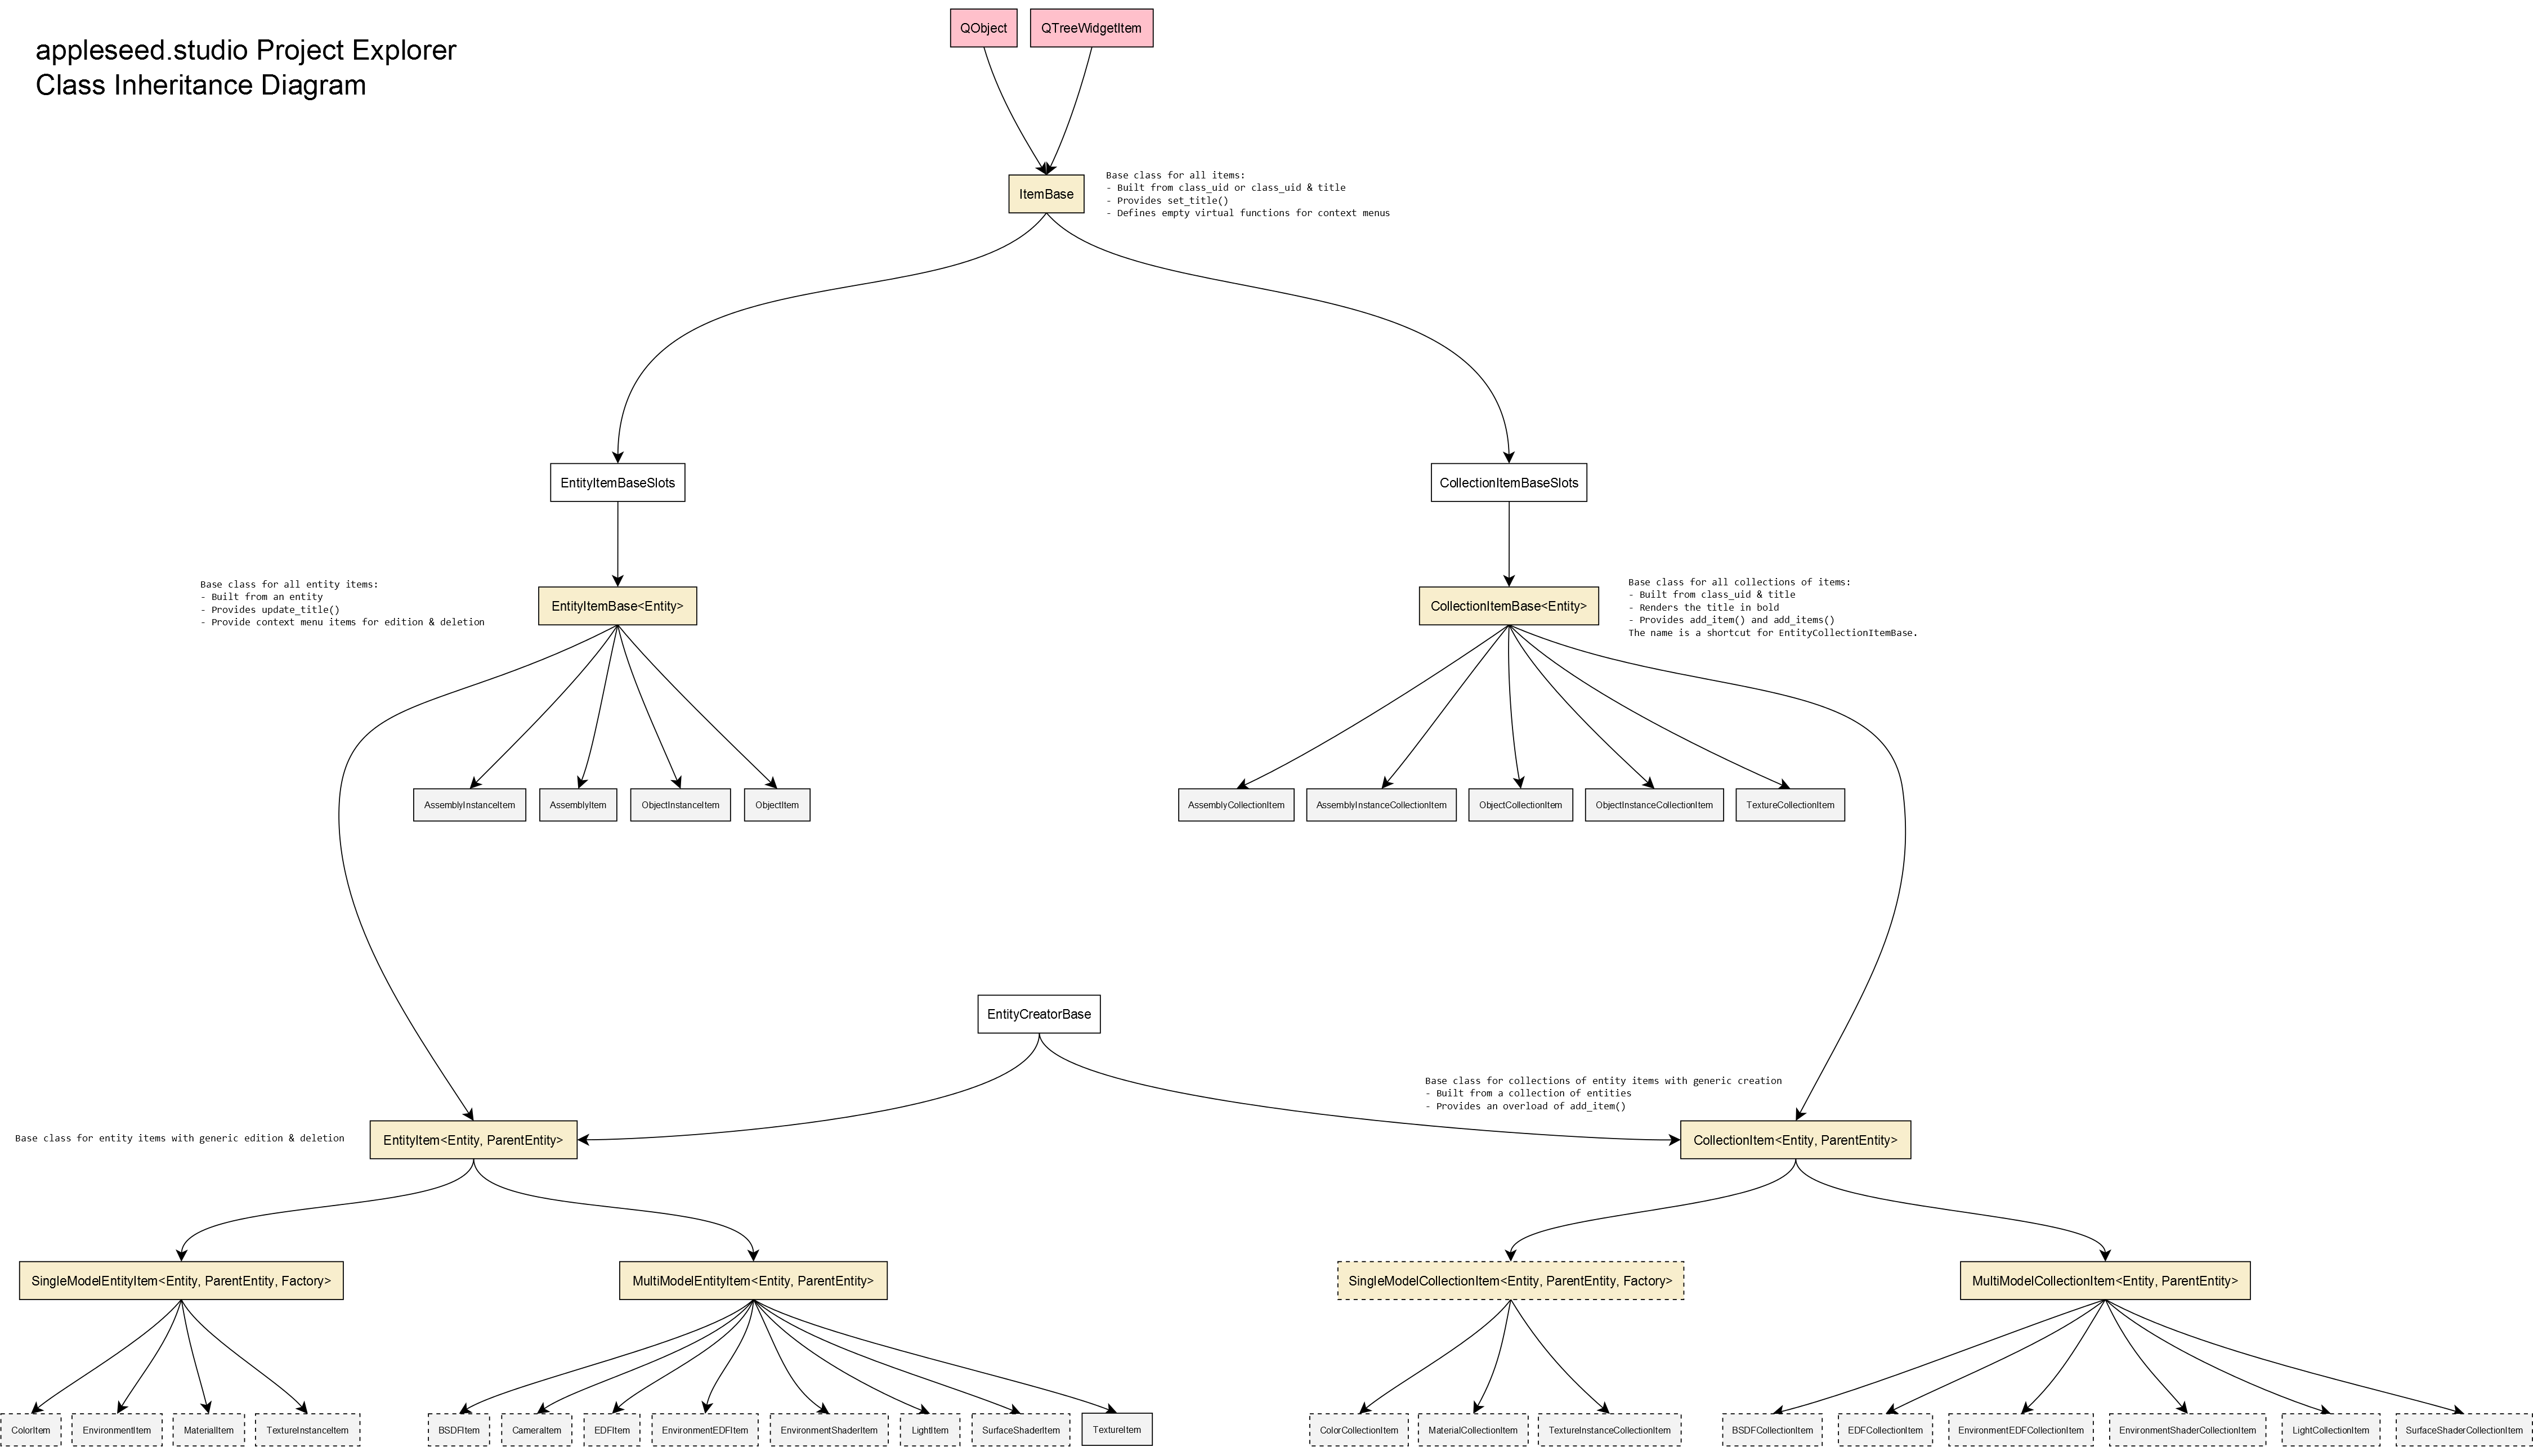 appleseed.studio Project Explorer
Class Inheritance Diagram
QObject
QTreeWidgetItem
ItemBase
Base class for all items:
- Built from class_uid or class_uid & title
- Provides set_title()
- Defines empty virtual functions for context menus
EntityItemBaseSlots
CollectionItemBaseSlots
Base class for all entity items:
- Built from an entity
- Provides update_title()
- Provide context menu items for edition & deletion
EntityItemBase<Entity>
CollectionItemBase<Entity>
Base class for all collections of items:
- Built from class_uid & title
- Renders the title in bold
- Provides add_item() and add_items()
The name is a shortcut for EntityCollectionItemBase.
AssemblyInstanceItem
AssemblyItem
ObjectInstanceItem
ObjectItem
AssemblyCollectionItem
AssemblyInstanceCollectionItem
ObjectCollectionItem
ObjectInstanceCollectionItem
TextureCollectionItem
EntityCreatorBase
Base class for collections of entity items with generic creation
- Built from a collection of entities
- Provides an overload of add_item()
Base class for entity items with generic edition & deletion
EntityItem<Entity, ParentEntity>
CollectionItem<Entity, ParentEntity>
SingleModelEntityItem<Entity, ParentEntity, Factory>
MultiModelEntityItem<Entity, ParentEntity>
SingleModelCollectionItem<Entity, ParentEntity, Factory>
MultiModelCollectionItem<Entity, ParentEntity>
ColorItem
EnvironmentItem
MaterialItem
TextureInstanceItem
BSDFItem
CameraItem
EDFItem
EnvironmentEDFItem
EnvironmentShaderItem
LightItem
SurfaceShaderItem
TextureItem
ColorCollectionItem
MaterialCollectionItem
TextureInstanceCollectionItem
BSDFCollectionItem
EDFCollectionItem
EnvironmentEDFCollectionItem
EnvironmentShaderCollectionItem
LightCollectionItem
SurfaceShaderCollectionItem